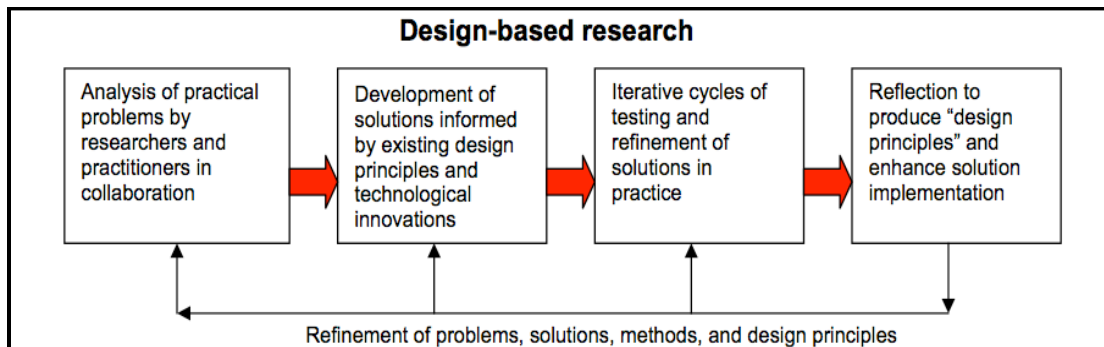 Design-based research
Analysis of practical
problems by
researchers and
practitioners in
collaboration
Development of
solutions informed
by existing design
principles and
technological
innovations
Iterative cycles of
testing and
refinement of
solutions in
practice
Reflection to
produce “design
principles” and
enhance solution
implementation
Refinement of problems, solutions, methods, and design principles